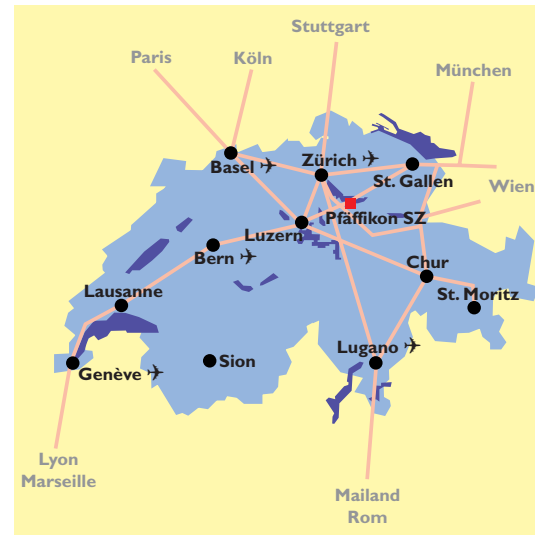 Stuttgart
Paris
Köln
München
Basel
Zürich
St. Gallen
Wien
Pfäffikon SZ
Luzern
Bern
Chur
Lausanne
St. Moritz
Lugano
Sion
Genève
Lyon
Marseille
Mailand
Rom